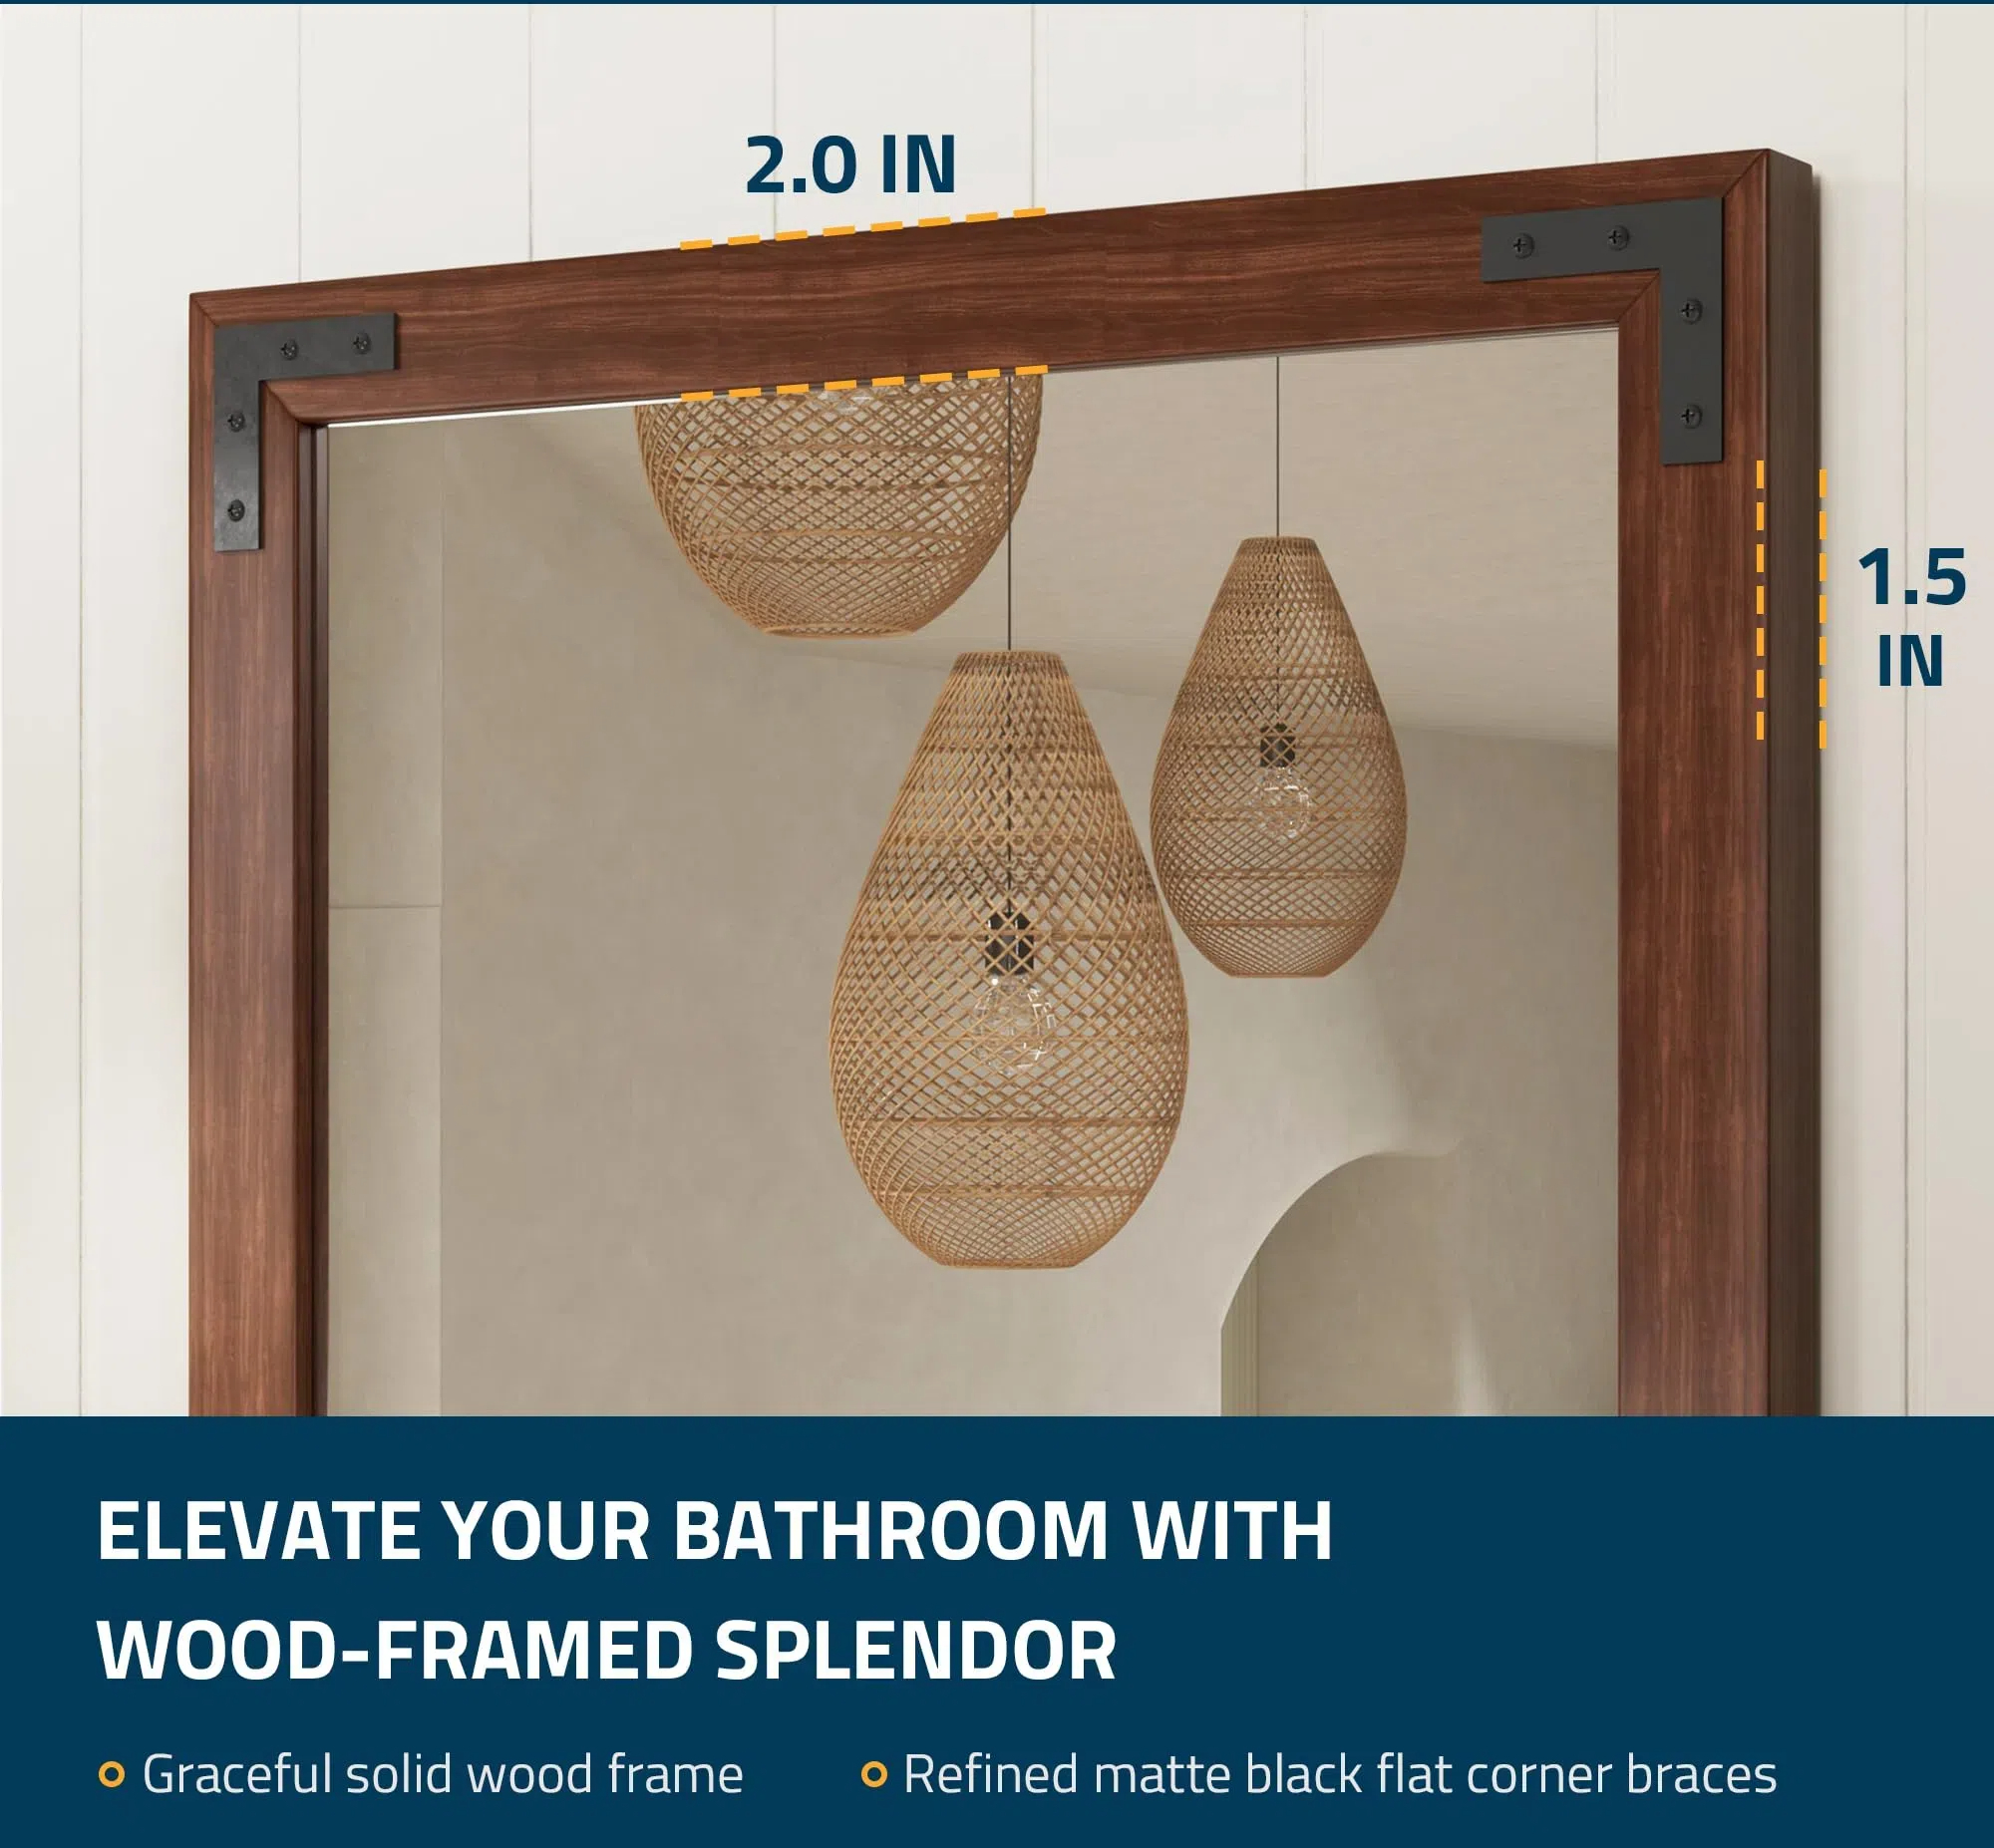 2.0 IN
1.5
IN
ELEVATE YOUR BATHROOM WITH
WOOD-FRAMED SPLENDOR
Graceful solid wood frame
Refined matte black flat corner braces